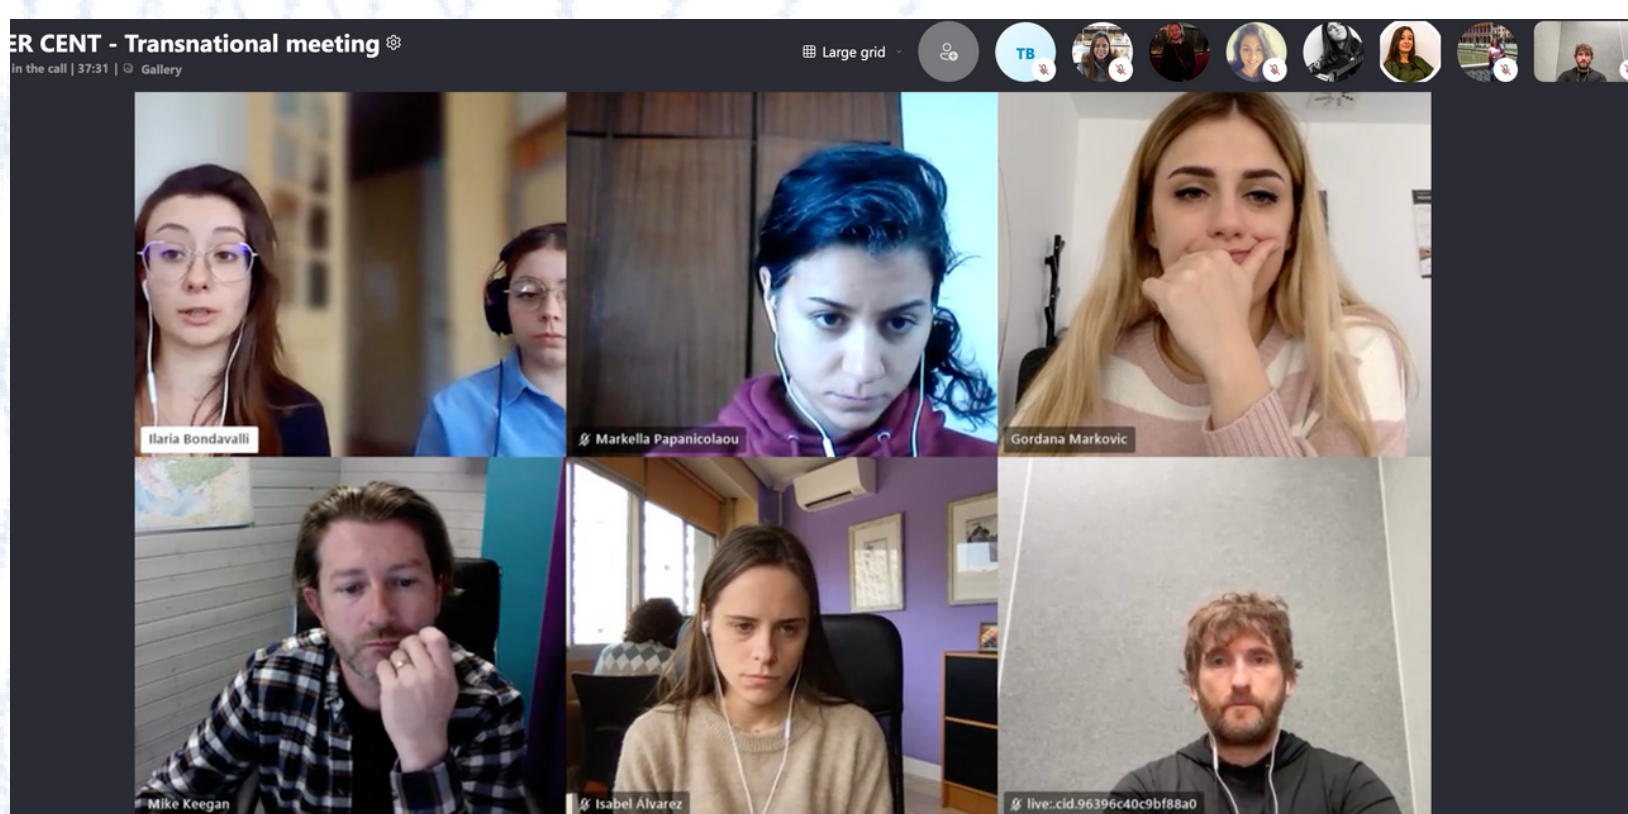 ER CENT - Transnational meeting
in the call | 37:31 | Gallery
Large grid
TB
Ilaria Bondavalli
Markella Papanicolaou
Gordana Markovic
Mike Keegan
Isabel Álvarez
live:.cid.96396c40c9bf88a0